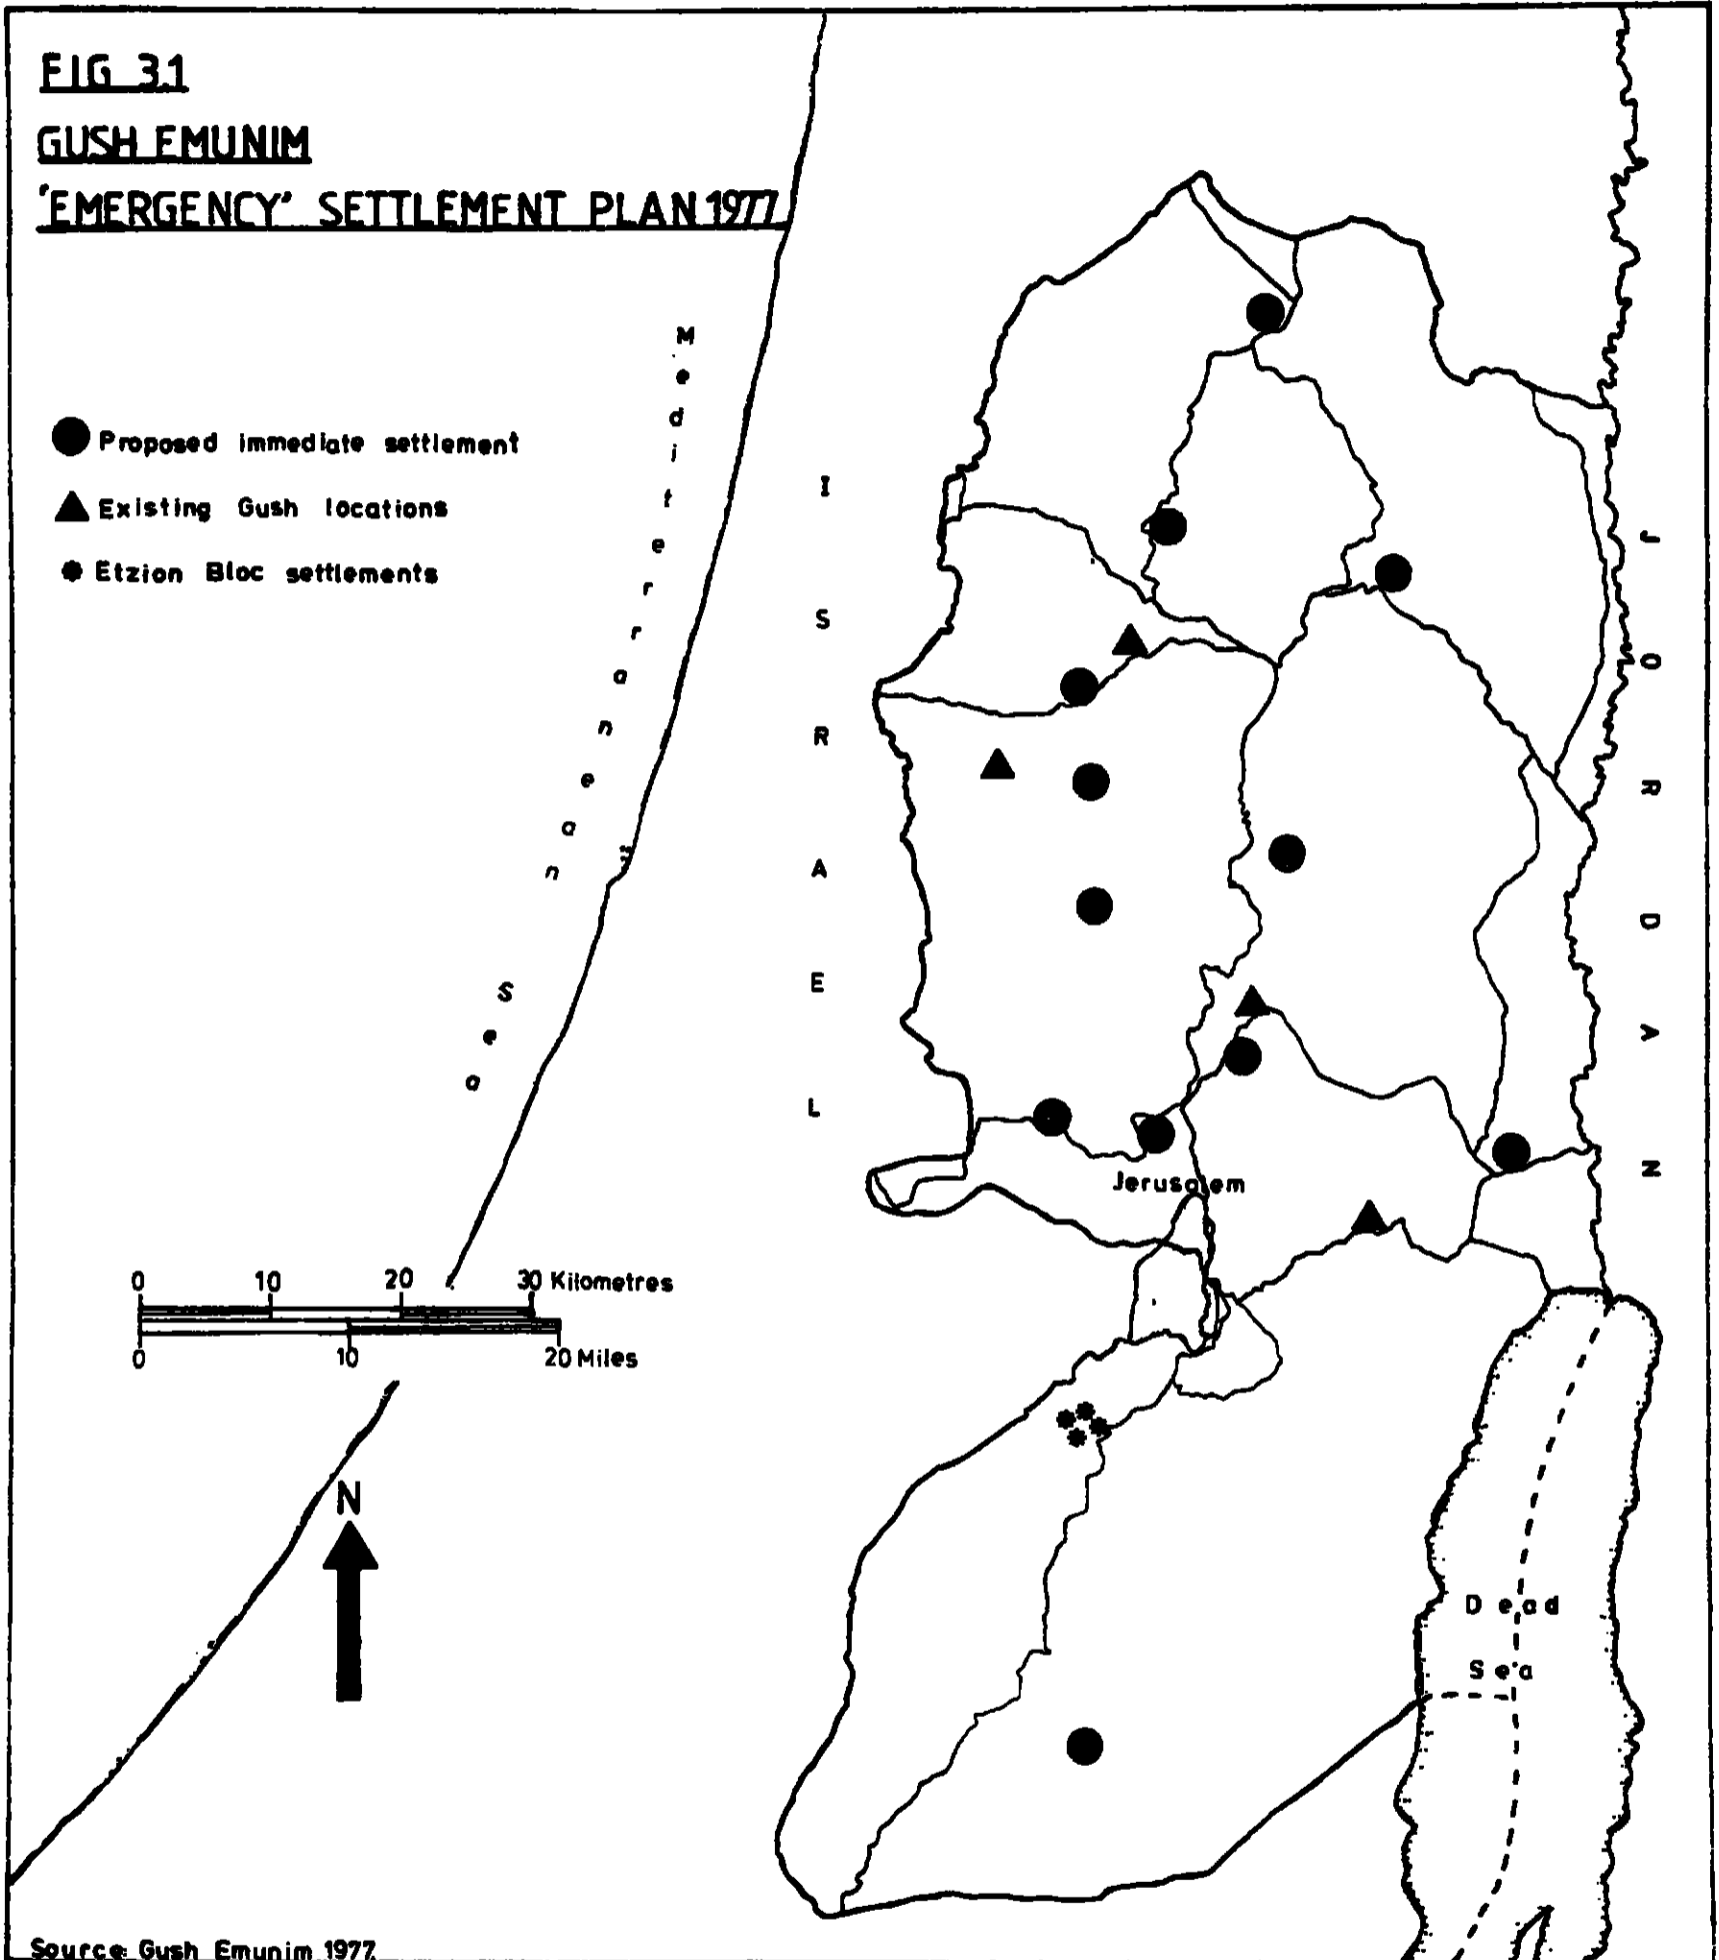 FIG 3.1
GUSH EMUNIM
'EMERGENCY' SETTLEMENT PLAN 1977
Mediterranean
Sea
Proposed immediate settlement
Existing Gush locations
Etzion Bloc settlements
ISRAEL
JORDAN
Jerusalem
0 10 20 30 Kilometres
0 10 20 Miles
N
Dead
Sea
Source: Gush Emunim 1977